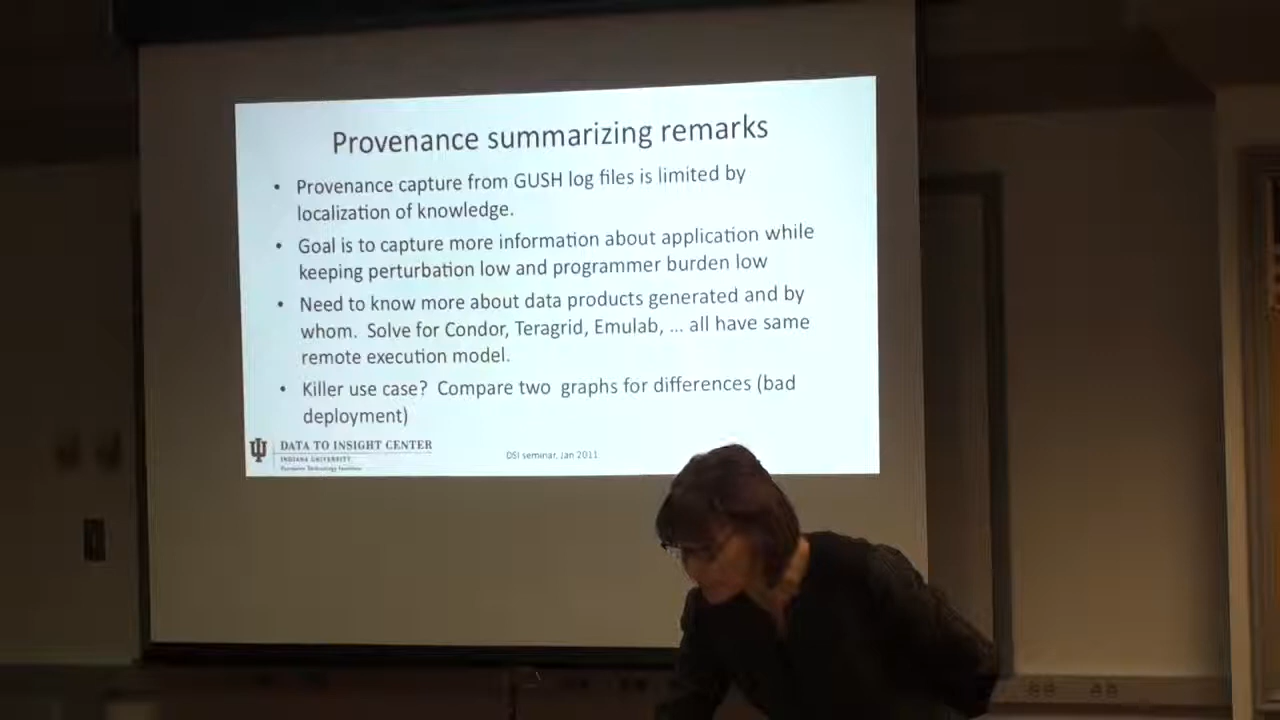 Provenance summarizing remarks
• Provenance capture from GUSH log files is limited by
localization of knowledge.
• Goal is to capture more information about application while
keeping perturbation low and programmer burden low
• Need to know more about data products generated and by
whom. Solve for Condor, Teragrid, Emulab, ... all have same
remote execution model.
• Killer use case? Compare two graphs for differences (bad
deployment)
DATA TO INSIGHT CENTER
INDIANA UNIVERSITY
Pervasive Technology Institute
DSI seminar, Jan 2011